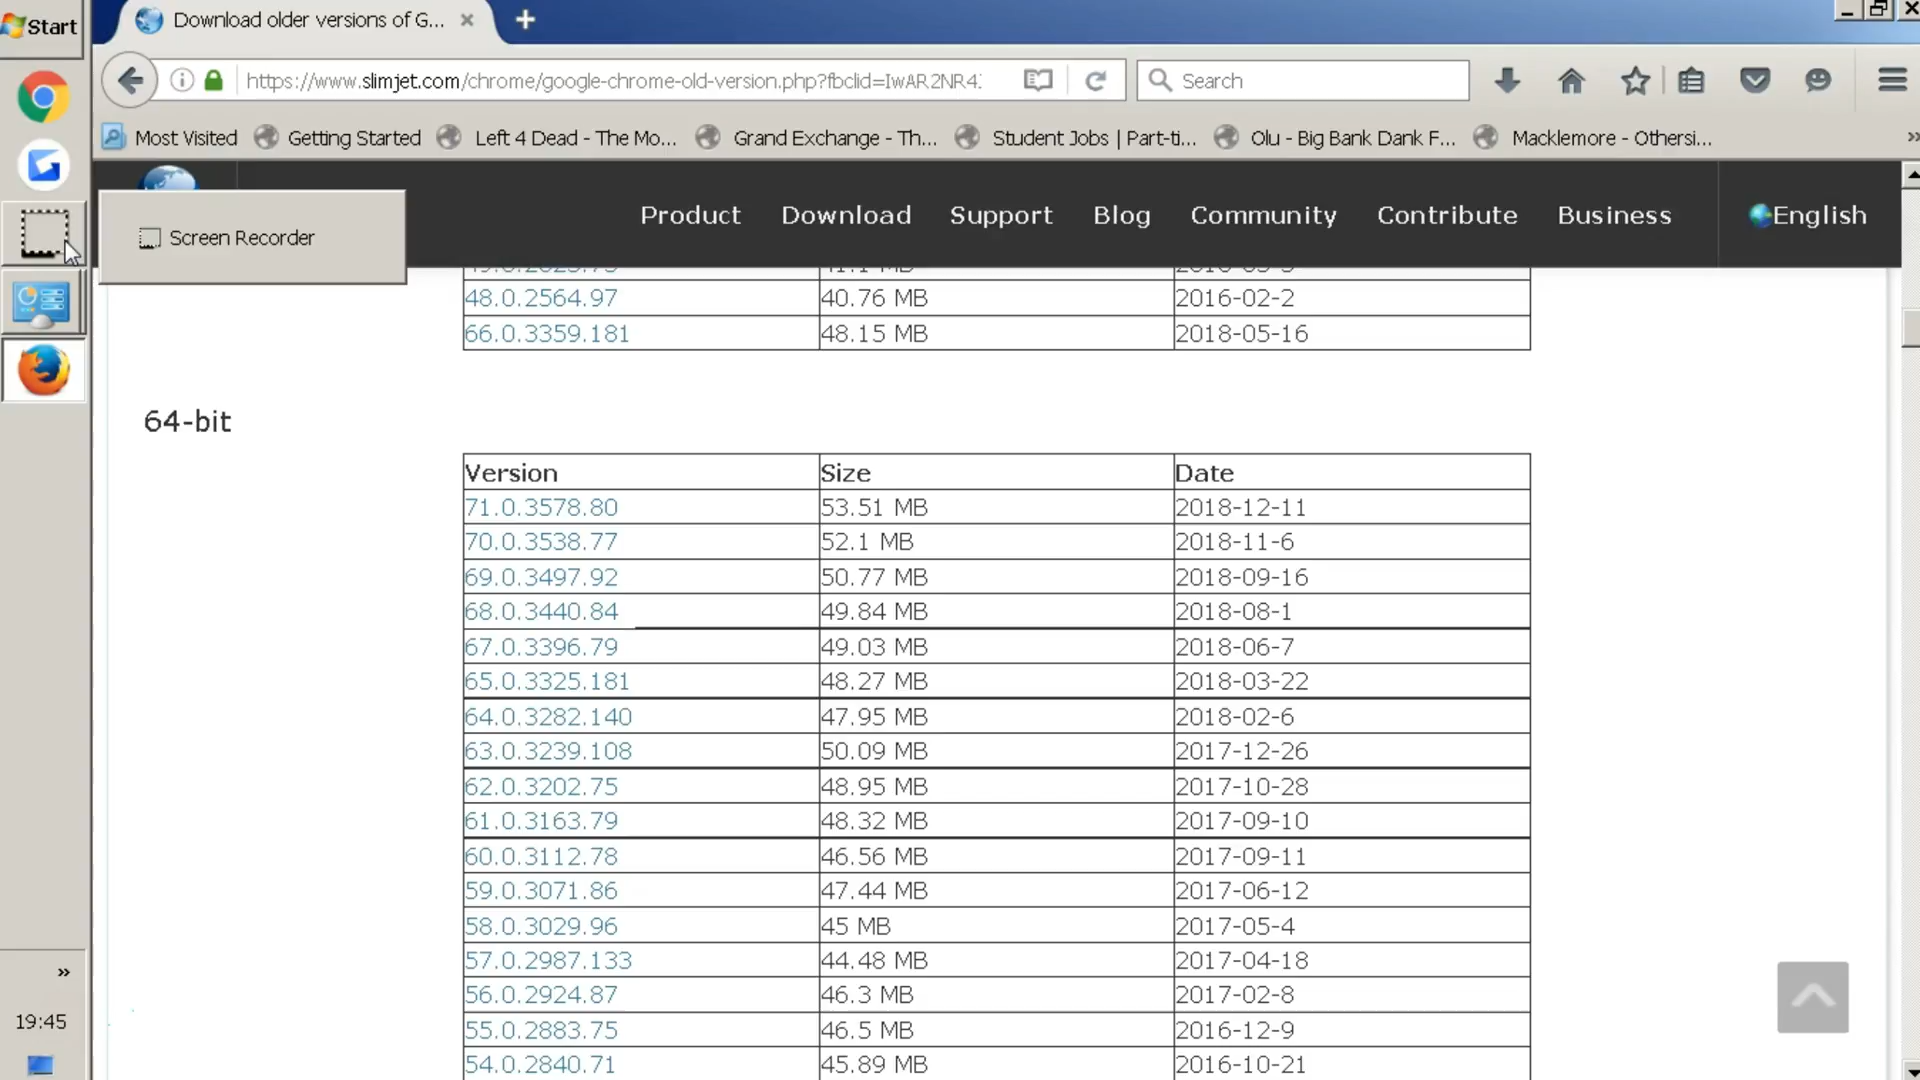 Start
Download older versions of G...
https://www.slimjet.com/chrome/google-chrome-old-version.php?fbclid=IwAR2NR4:
Search
Most Visited
Getting Started
Left 4 Dead - The Mo...
Grand Exchange - Th...
Student Jobs | Part-ti...
Olu - Big Bank Dank F...
Macklemore - Othersi...
»
Screen Recorder
Product Download Support Blog Community Contribute Business English
48.0.2564.97 40.76 MB 2016-02-2
66.0.3359.181 48.15 MB 2018-05-16
64-bit
Version Size Date
71.0.3578.80 53.51 MB 2018-12-11
70.0.3538.77 52.1 MB 2018-11-6
69.0.3497.92 50.77 MB 2018-09-16
68.0.3440.84 49.84 MB 2018-08-1
67.0.3396.79 49.03 MB 2018-06-7
65.0.3325.181 48.27 MB 2018-03-22
64.0.3282.140 47.95 MB 2018-02-6
63.0.3239.108 50.09 MB 2017-12-26
62.0.3202.75 48.95 MB 2017-10-28
61.0.3163.79 48.32 MB 2017-09-10
60.0.3112.78 46.56 MB 2017-09-11
59.0.3071.86 47.44 MB 2017-06-12
58.0.3029.96 45 MB 2017-05-4
57.0.2987.133 44.48 MB 2017-04-18
56.0.2924.87 46.3 MB 2017-02-8
55.0.2883.75 46.5 MB 2016-12-9
54.0.2840.71 45.89 MB 2016-10-21
»
19:45